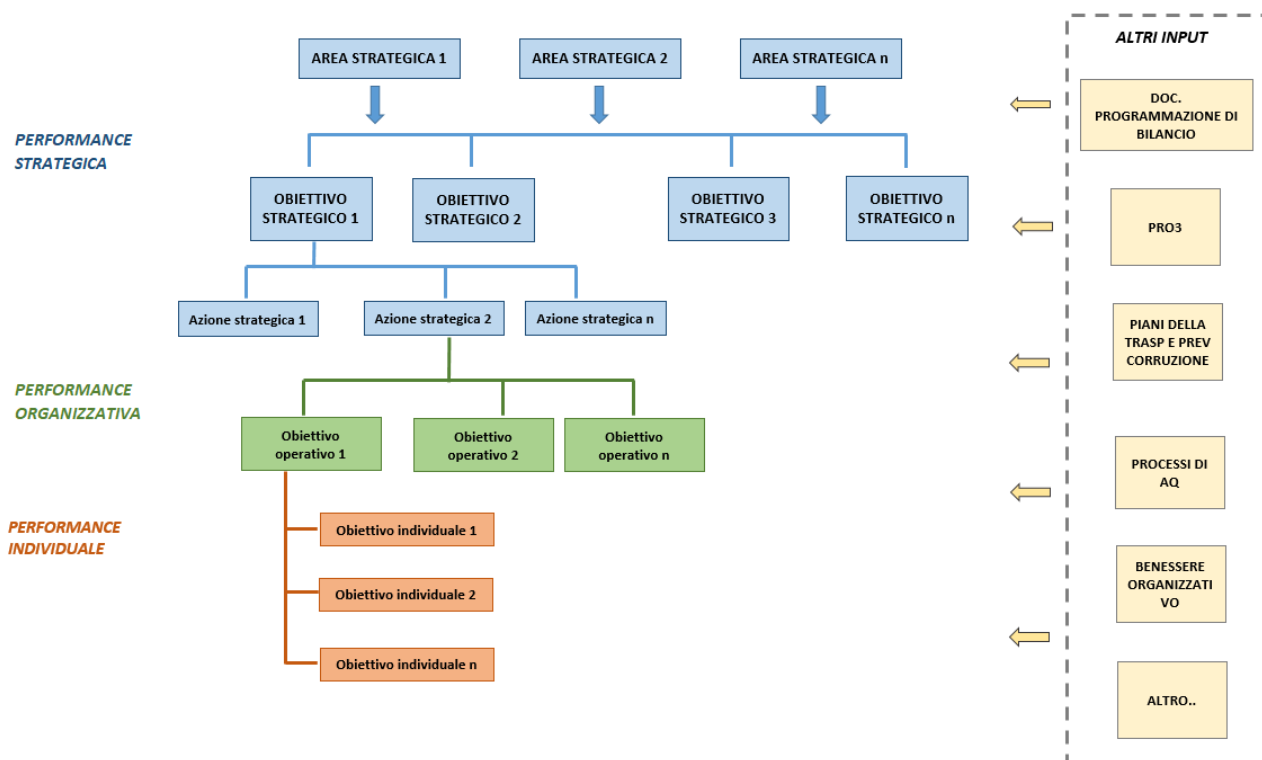 ALTRI INPUT
AREA STRATEGICA 1
AREA STRATEGICA 2
AREA STRATEGICA n
DOC.
PROGRAMMAZIONE DI
BILANCIO
PERFORMANCE
STRATEGICA
OBIETTIVO
STRATEGICO 1
OBIETTIVO
STRATEGICO 2
OBIETTIVO
STRATEGICO 3
OBIETTIVO
STRATEGICO n
PRO3
Azione strategica 1
Azione strategica 2
Azione strategica n
PIANI DELLA
TRASP E PREV
CORRUZIONE
PERFORMANCE
ORGANIZZATIVA
Obiettivo
operativo 1
Obiettivo
operativo 2
Obiettivo
operativo n
PROCESSI DI
AQ
PERFORMANCE
INDIVIDUALE
Obiettivo individuale 1
Obiettivo individuale 2
Obiettivo individuale n
BENESSERE
ORGANIZZATI
VO
ALTRO..